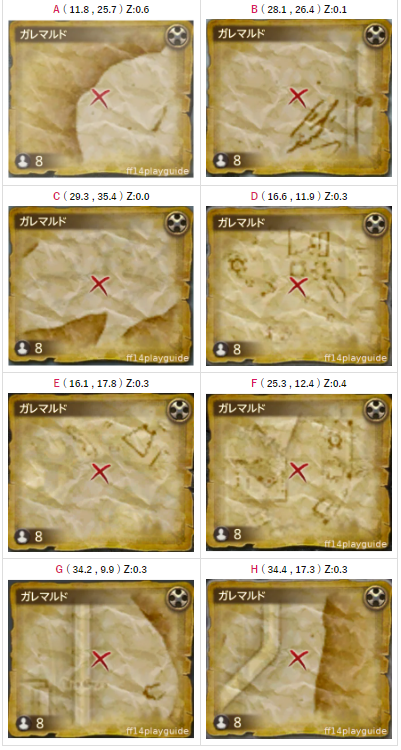 A ( 11.8 , 25.7 ) Z:0.6
B ( 28.1 , 26.4 ) Z:0.1
ガレマルド
8
ff14playguide
ガレマルド
8
C ( 29.3 , 35.4 ) Z:0.0
D ( 16.6 , 11.9 ) Z:0.3
ガレマルド
8
ff14playguide
ガレマルド
8
ff14playguide
E ( 16.1 , 17.8 ) Z:0.3
F ( 25.3 , 12.4 ) Z:0.4
ガレマルド
8
ガレマルド
8
ff14playguide
G ( 34.2 , 9.9 ) Z:0.3
H ( 34.4 , 17.3 ) Z:0.3
ガレマルド
8
ff14playguide
ガレマルド
8
ff14playguide